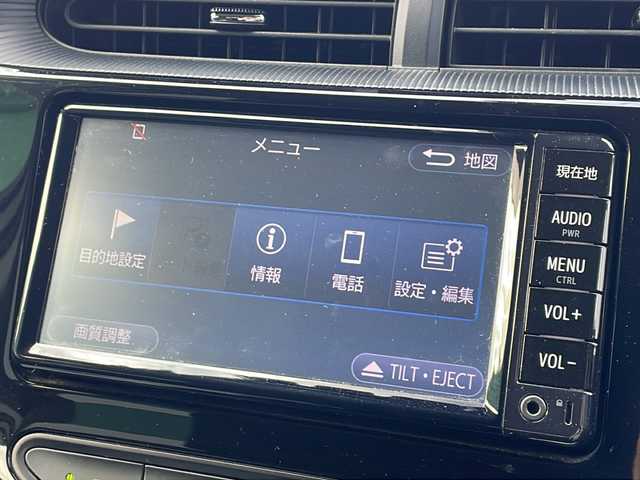 メニュー
地図
目的地設定
情報
電話
設定・編集
画質調整
TILT・EJECT
現在地
AUDIO
PWR
MENU
CTRL
VOL+
VOL-